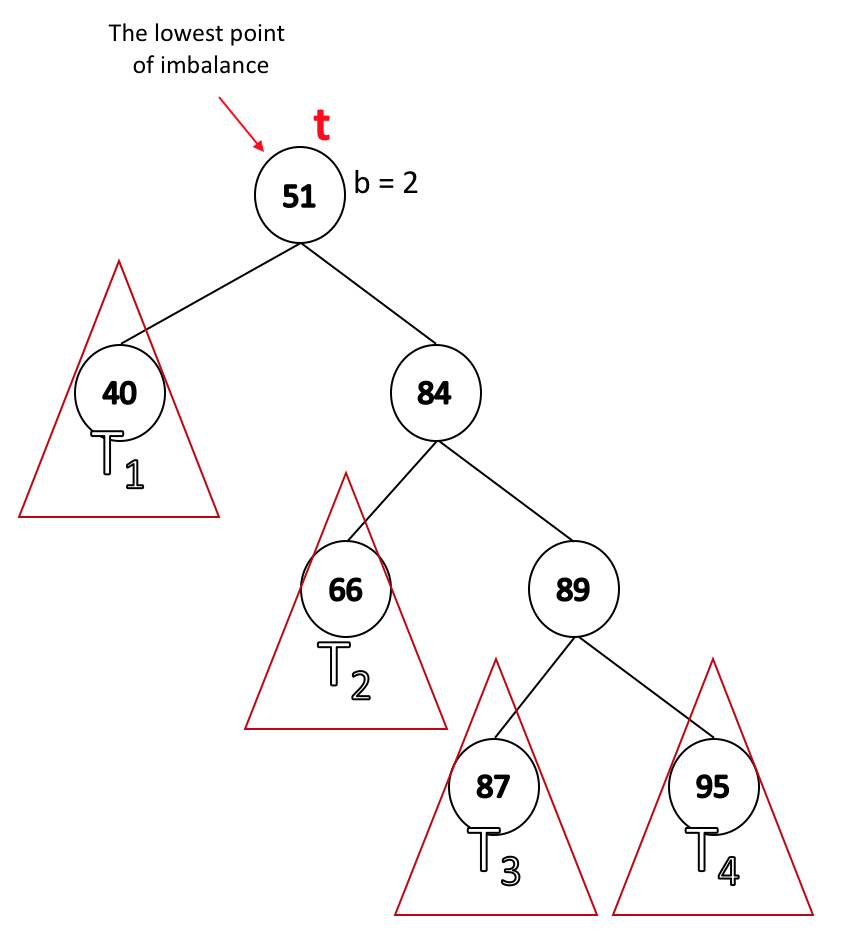 The lowest point
of imbalance
t
51
b = 2
40
T1
84
66
T2
89
87
T3
95
T4